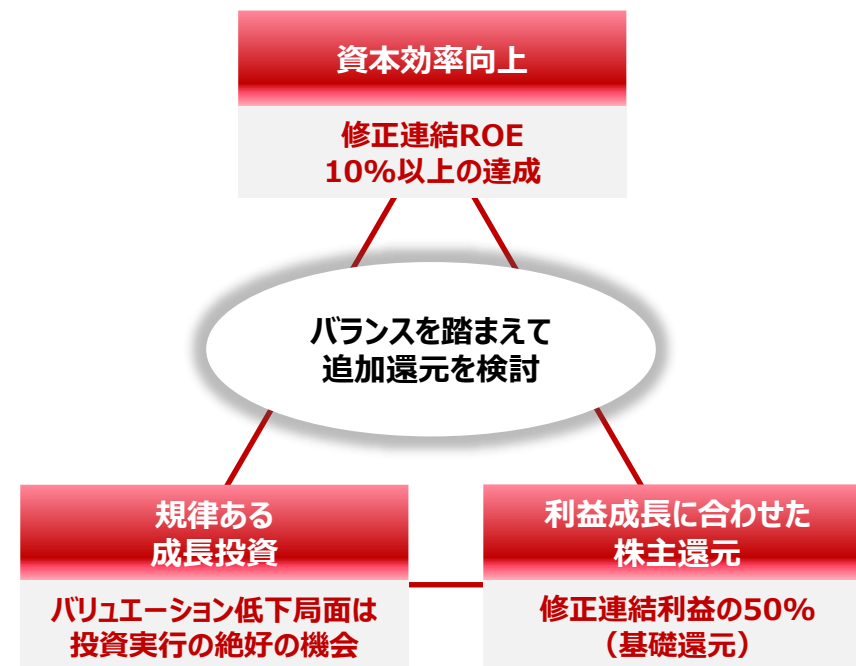 資本効率向上
修正連結ROE
10%以上の達成
バランスを踏まえて
追加還元を検討
規律ある
成長投資
バリュエーション低下局面は
投資実行の絶好の機会
利益成長に合わせた
株主還元
修正連結利益の50%
（基礎還元）